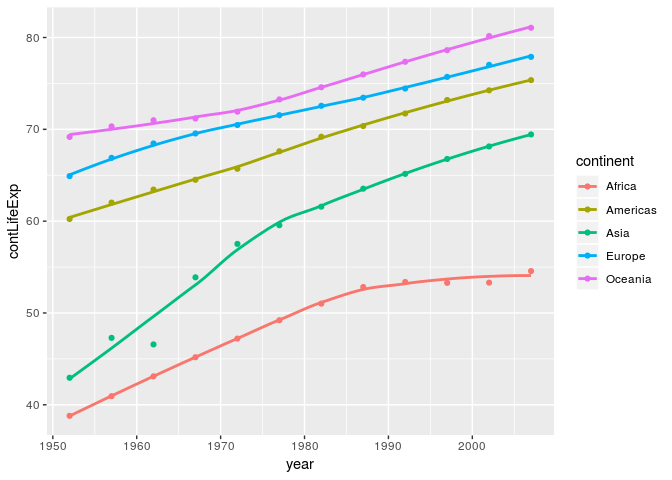 80
70
60
50
40
contLifeExp
1950
1960
1970
1980
1990
2000
year
continent
Africa
Americas
Asia
Europe
Oceania